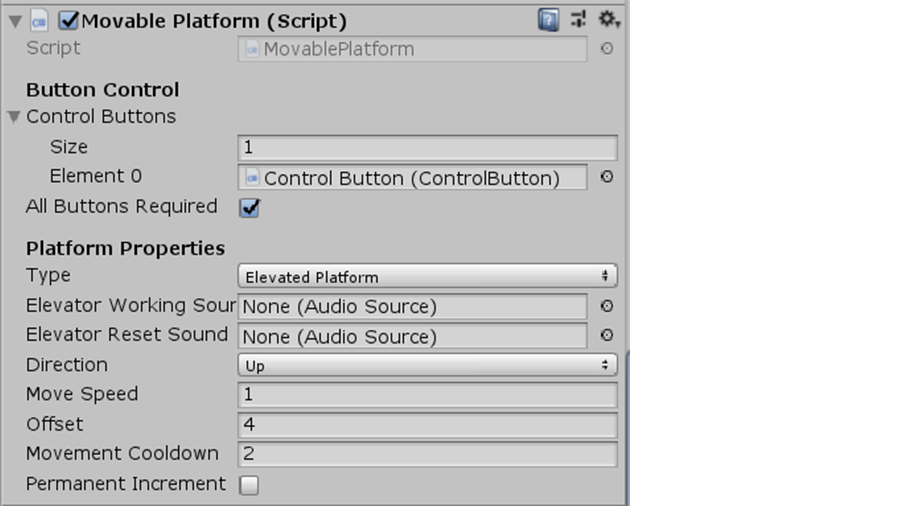 Movable Platform (Script)
Script MovablePlatform
Button Control
Control Buttons
Size 1
Element 0 Control Button (ControlButton)
All Buttons Required
Platform Properties
Type Elevated Platform
Elevator Working Sour None (Audio Source)
Elevator Reset Sound None (Audio Source)
Direction Up
Move Speed 1
Offset 4
Movement Cooldown 2
Permanent Increment